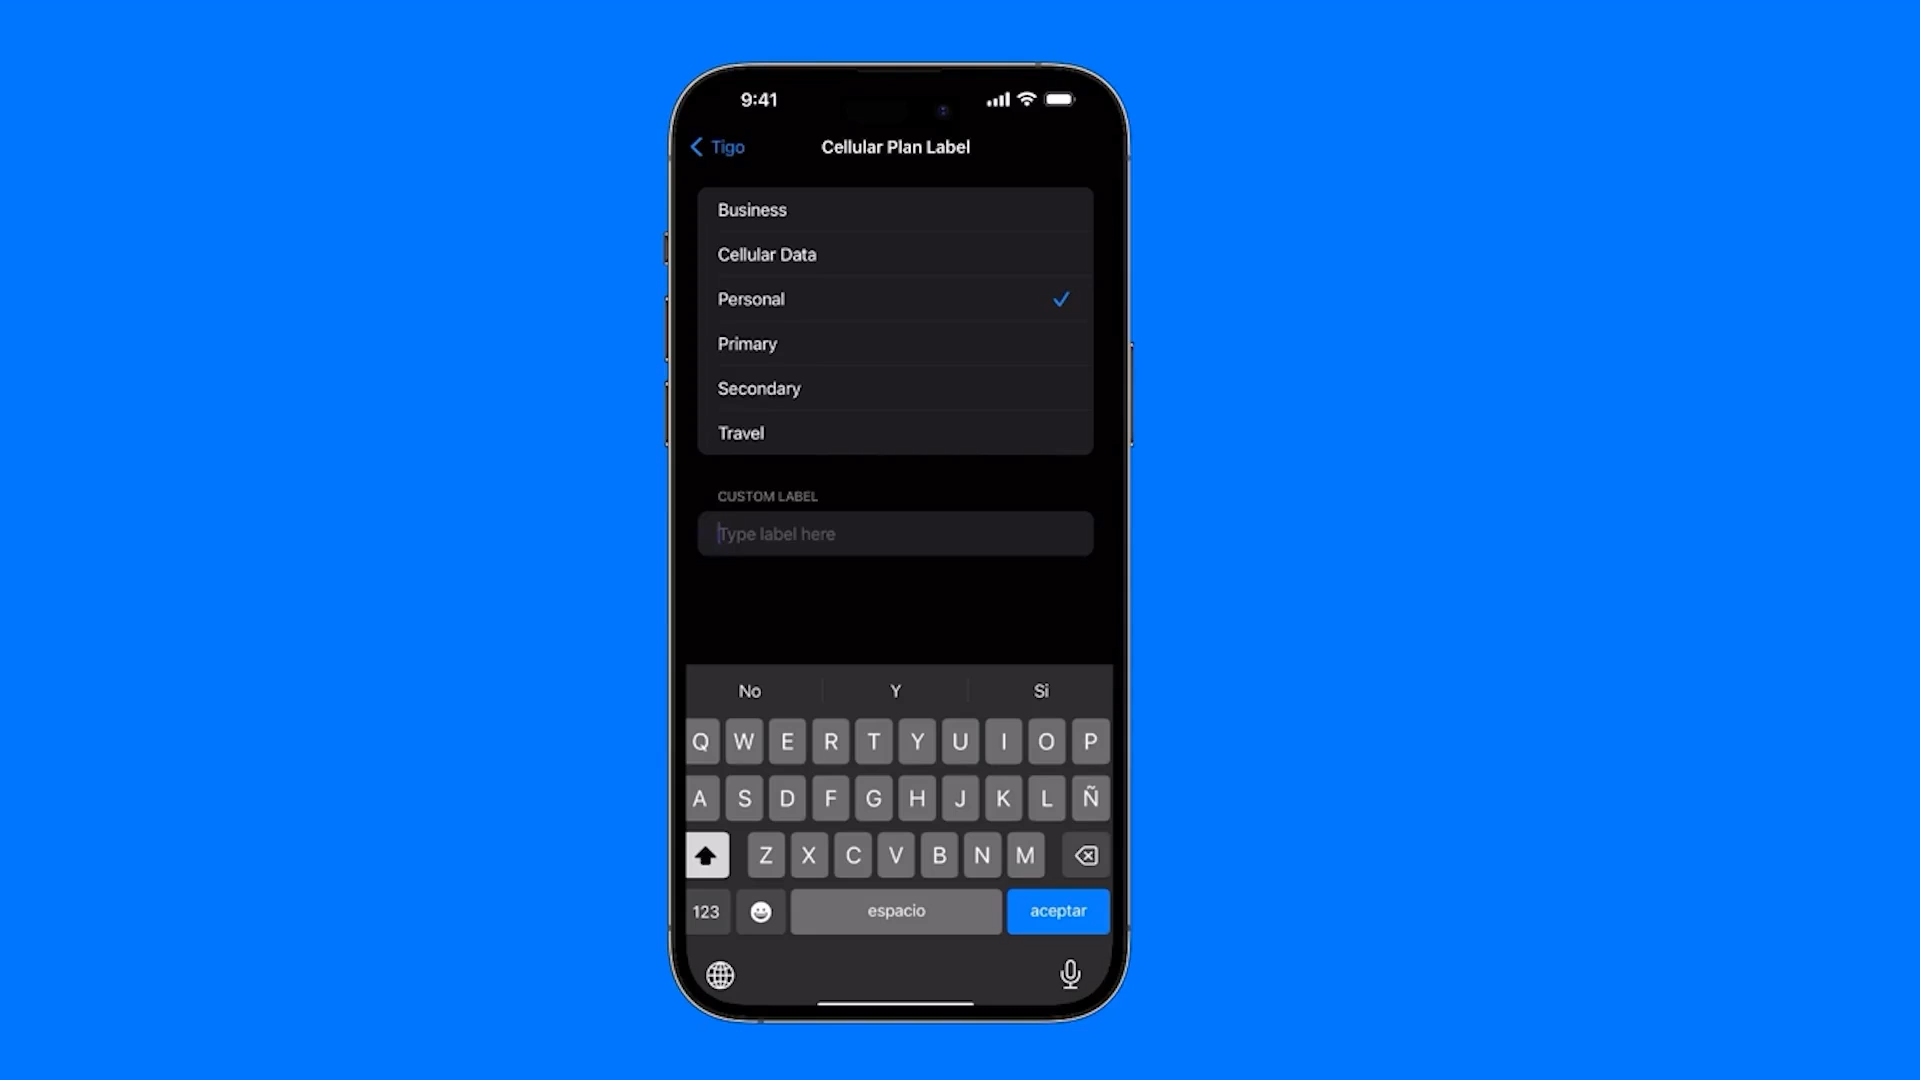 9:41
Tigo
Cellular Plan Label
Business
Cellular Data
Personal
Primary
Secondary
Travel
CUSTOM LABEL
Type label here
No Y Si
Q W E R T Y U I O P
A S D F G H J K L Ñ
Z X C V B N M
123 espacio aceptar